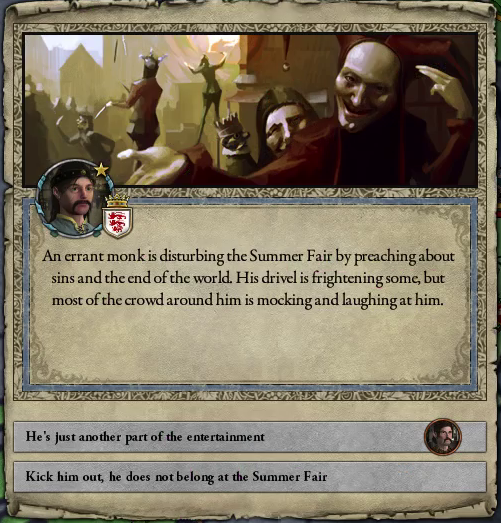 An errant monk is disturbing the Summer Fair by preaching about
sins and the end of the world. His drivel is frightening some, but
most of the crowd around him is mocking and laughing at him.
He's just another part of the entertainment
Kick him out, he does not belong at the Summer Fair